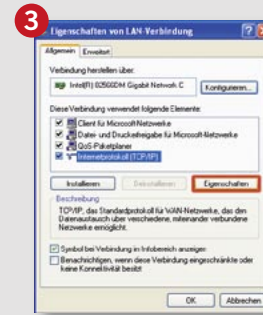 3
Eigenschaften von LAN-Verbindung
Allgemein Erweitert
Verbindung herstellen über:
Intel(R) 82566DM Gigabit Network C
Konfigurieren...
Diese Verbindung verwendet folgende Elemente:
Client für Microsoft-Netzwerke
Datei- und Druckerfreigabe für Microsoft-Netzwerke
QoS-Paketplaner
Internetprotokoll (TCP/IP)
Installieren Deinstallieren Eigenschaften
Beschreibung
TCP/IP, das Standardprotokoll für WAN-Netzwerke, das den
Datenaustausch über verschiedene, miteinander verbundene
Netzwerke ermöglicht.
Symbol bei Verbindung im Infobereich anzeigen
Benachrichtigen, wenn diese Verbindung eingeschränkte oder
keine Konnektivität besitzt
OK Abbrechen